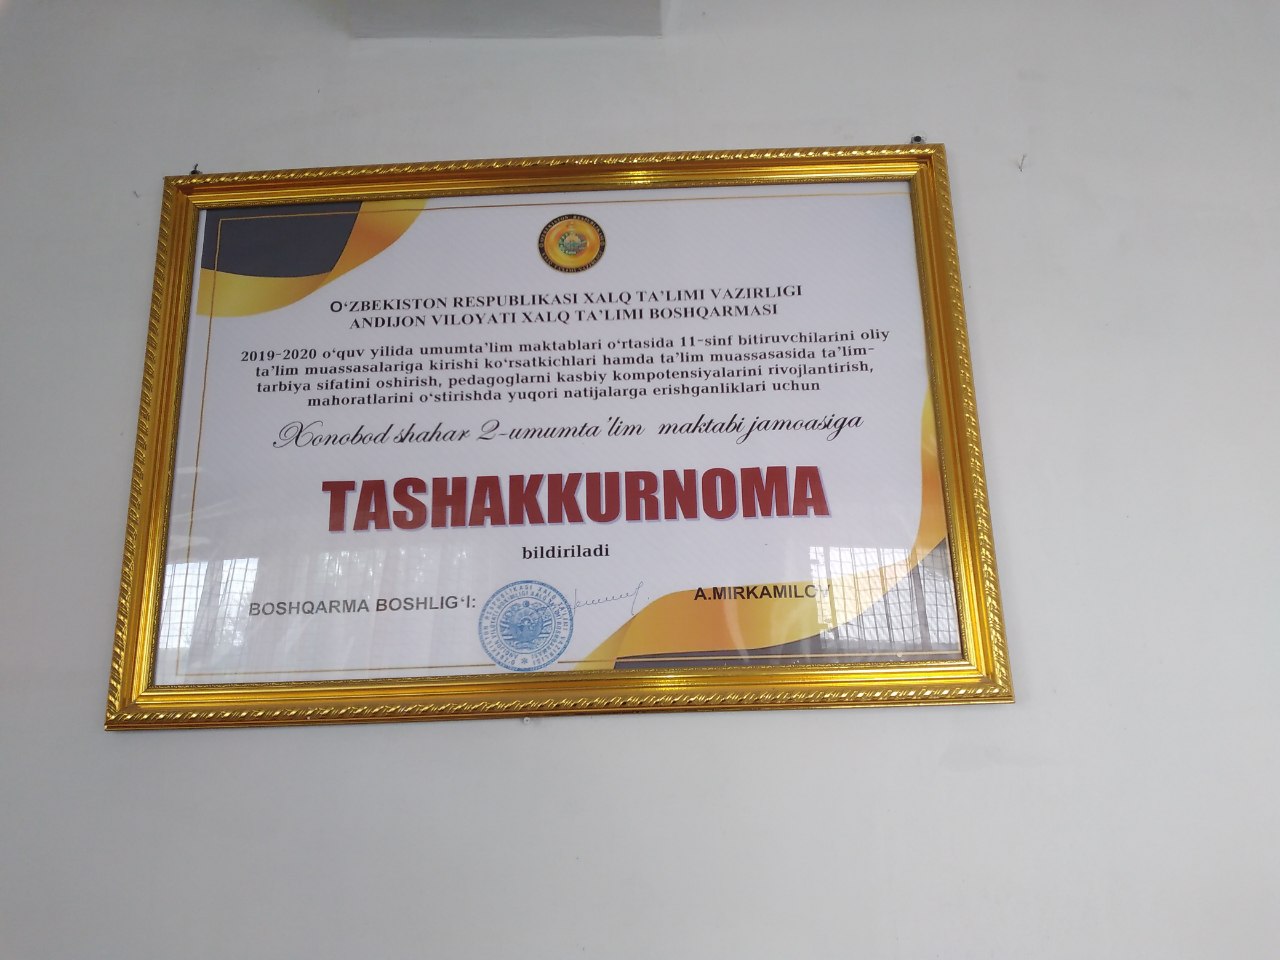 O‘ZBEKISTON RESPUBLIKASI XALQ TA’LIMI VAZIRLIGI
ANDIJON VILOYATI XALQ TA’LIMI BOSHQARMASI
2019-2020 o‘quv yilida umumta’lim maktablari o‘rtasida 11-sinf bitiruvchilarini oliy
ta’lim muassasalariga kirishi ko‘rsatkichlari hamda ta’lim muassasasida ta’lim-
tarbiya sifatini oshirish, pedagoglarni kasbiy kompotensiyalarini rivojlantirish,
mahoratlarini o‘stirishda yuqori natijalarga erishganliklari uchun
Xonobod shahar 2-umumta’lim maktabi jamoasiga
TASHAKKURNOMA
bildiriladi
BOSHQARMA BOSHLIG‘I:
A.MIRKAMILOV